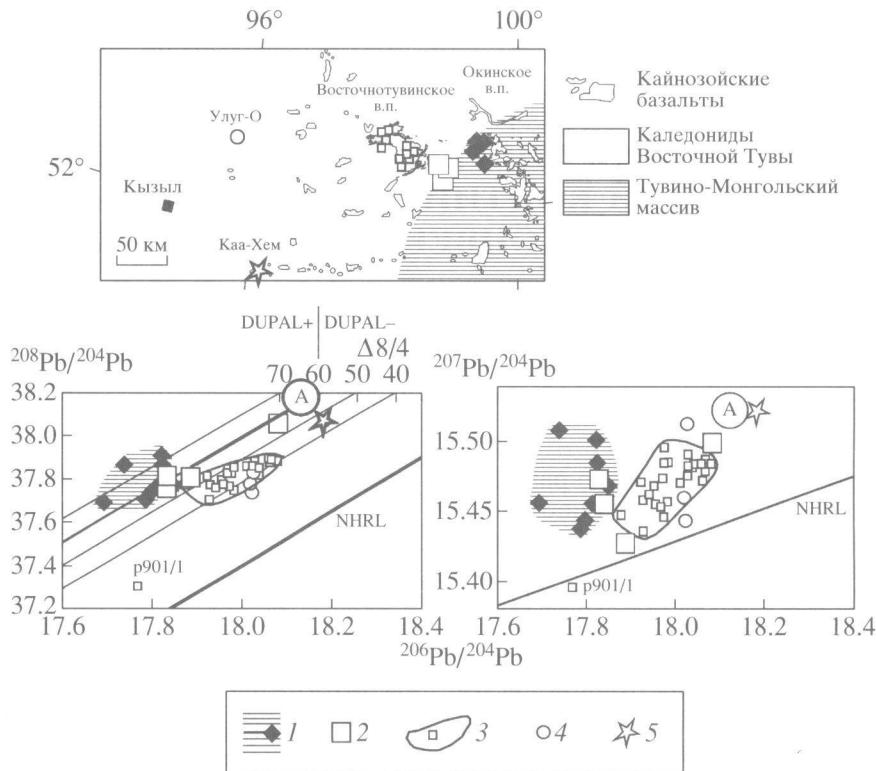 96° 100°
52°
Улуг-О
Восточнотувинское
в.п.
Окинское
в.п.
Кызыл
50 км
Каа-Хем
Кайнозойские
базальты
Каледониды
Восточной Тувы
Тувино-Монгольский
массив
DUPAL+ DUPAL–
Δ8/4
70 60 50 40
²⁰⁸Pb/²⁰⁴Pb
38.2
38.0
37.8
37.6
37.4
37.2
A
NHRL
p901/1
17.6 17.8 18.0 18.2 18.4
²⁰⁷Pb/²⁰⁴Pb
15.50
15.45
15.40
A
NHRL
p901/1
17.6 17.8 18.0 18.2 18.4
²⁰⁶Pb/²⁰⁴Pb
1 2 3 4 5